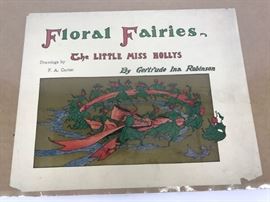 Floral Fairies
The LITTLE MISS HOLLYS
Drawings by
F. A. Carter
By Gertrude Ina Robinson